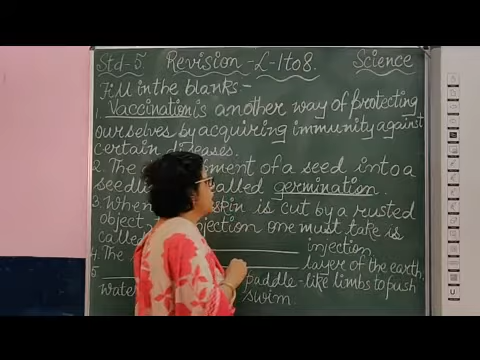 Std-5 Revision - L-1to8. Science
Fill in the blanks:-
1. Vaccination is another way of protecting
ourselves by acquiring immunity against
certain diseases.
2. The ment of a seed into a
seedli called germination.
3. When skin is cut by a rusted
object injection one must take is
called injection.
4. The layer of the earth.
5 paddle-like limbs to push
water swim.